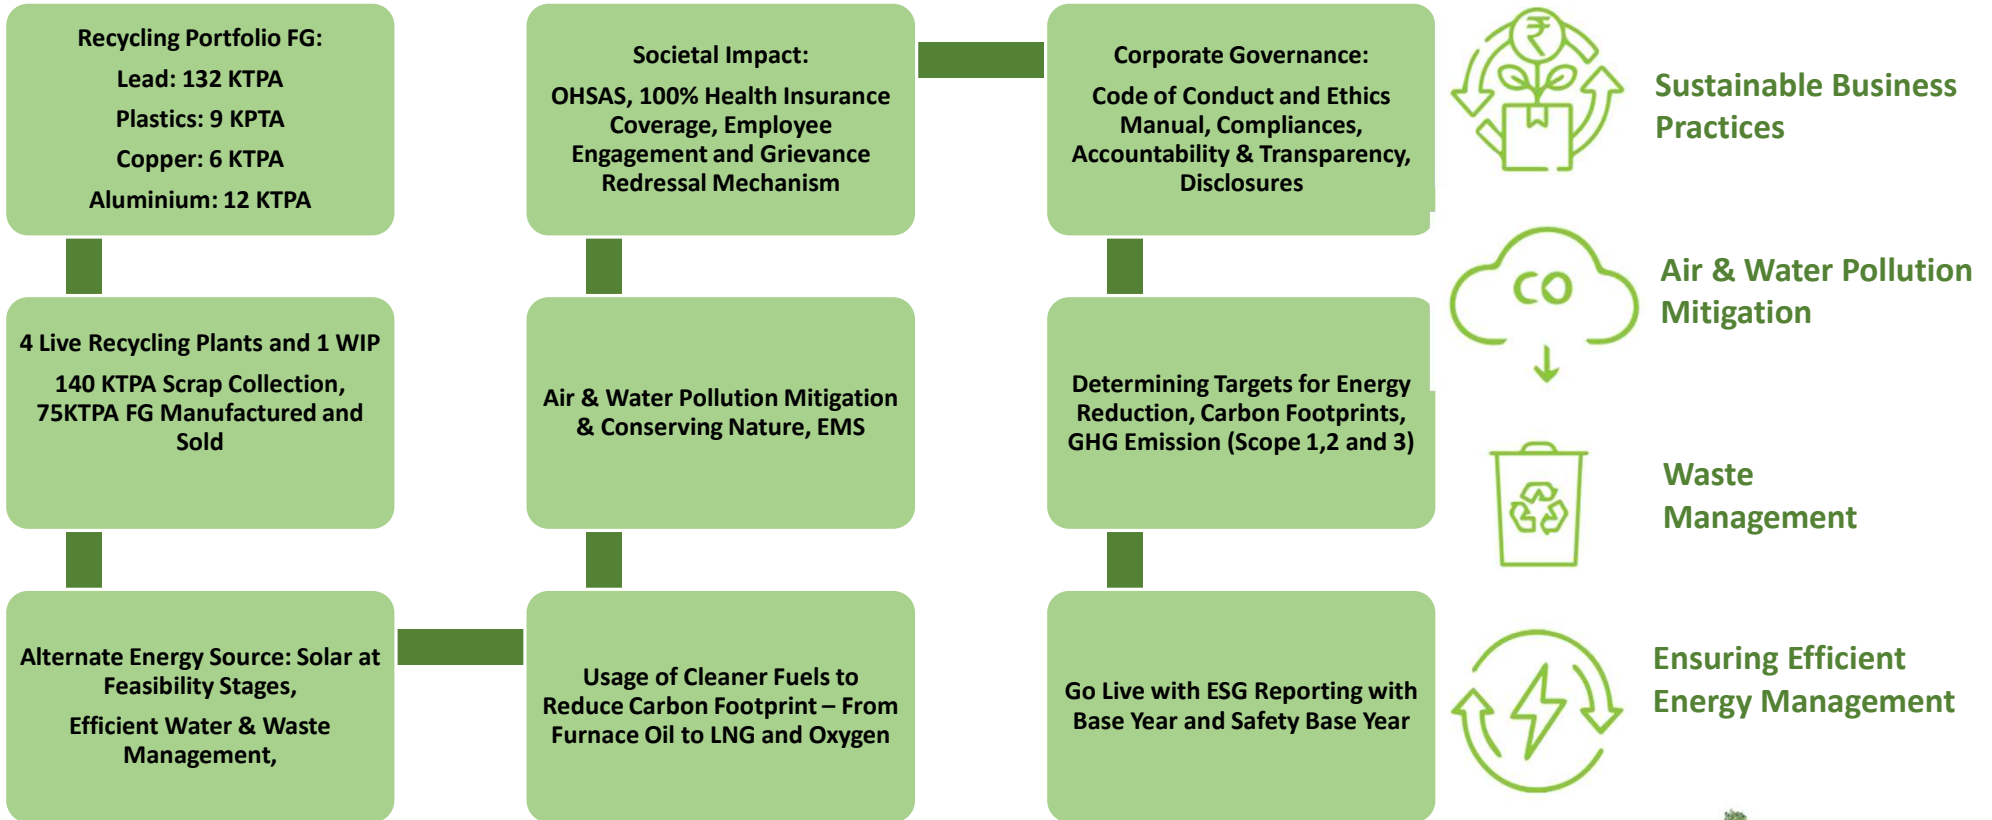 Recycling Portfolio FG:
Lead: 132 KTPA
Plastics: 9 KPTA
Copper: 6 KTPA
Aluminium: 12 KTPA
4 Live Recycling Plants and 1 WIP
140 KTPA Scrap Collection,
75KTPA FG Manufactured and
Sold
Alternate Energy Source: Solar at
Feasibility Stages,
Efficient Water & Waste
Management,
Usage of Cleaner Fuels to
Reduce Carbon Footprint – From
Furnace Oil to LNG and Oxygen
Air & Water Pollution Mitigation
& Conserving Nature, EMS
Societal Impact:
OHSAS, 100% Health Insurance
Coverage, Employee
Engagement and Grievance
Redressal Mechanism
Corporate Governance:
Code of Conduct and Ethics
Manual, Compliances,
Accountability & Transparency,
Disclosures
Determining Targets for Energy
Reduction, Carbon Footprints,
GHG Emission (Scope 1,2 and 3)
Go Live with ESG Reporting with
Base Year and Safety Base Year
₹
Sustainable Business
Practices
CO
Air & Water Pollution
Mitigation
Waste
Management
Ensuring Efficient
Energy Management